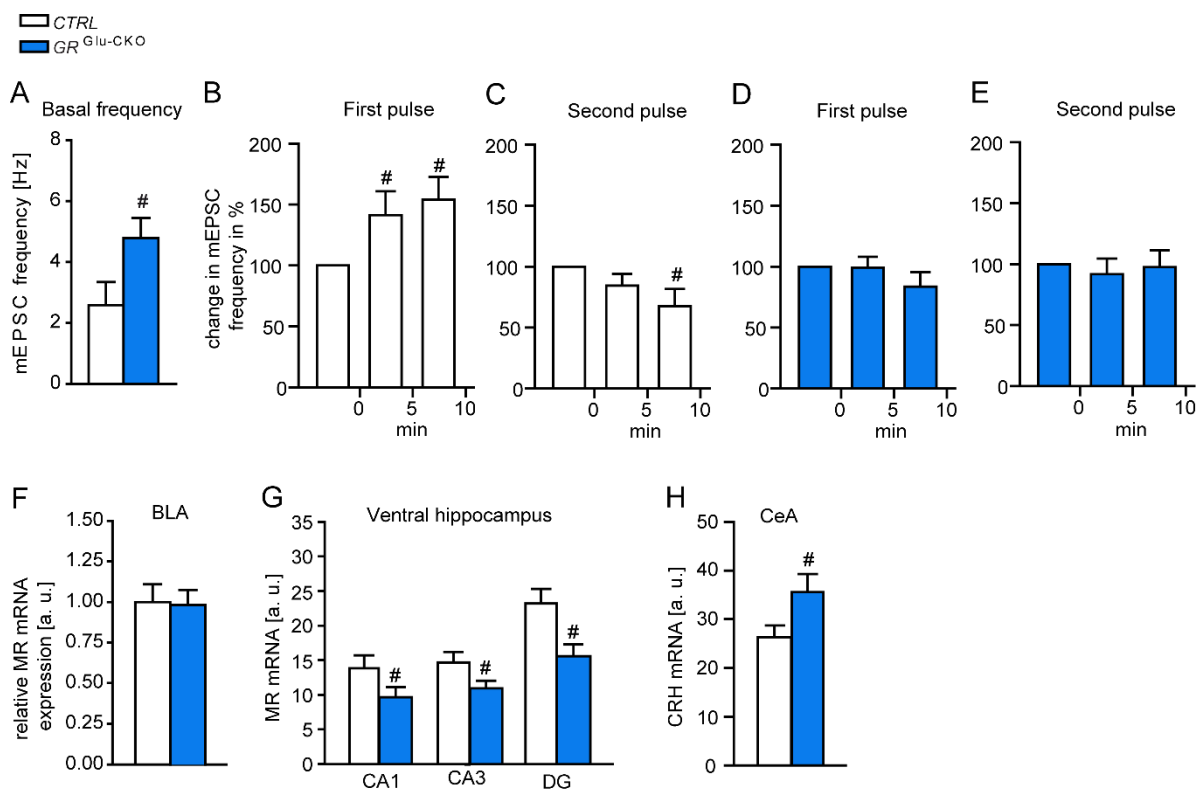 CTRL
GR Glu-CKO
A
Basal frequency
mEPSC frequency [Hz]
8
6
4
2
0
#
B
First pulse
change in mEPSC
frequency in %
200
150
100
50
0
# #
0 5 10
min
C
Second pulse
200
150
100
50
0
#
0 5 10
min
D
First pulse
200
150
100
50
0
0 5 10
min
E
Second pulse
200
150
100
50
0
0 5 10
min
F
BLA
relative MR mRNA
expression [a. u.]
1.50
1.25
1.00
0.75
0.50
0.25
0.00
G
Ventral hippocampus
MR mRNA [a. u.]
35
30
25
20
15
10
5
0
# # #
CA1 CA3 DG
H
CeA
CRH mRNA [a. u.]
50
40
30
20
10
0
#